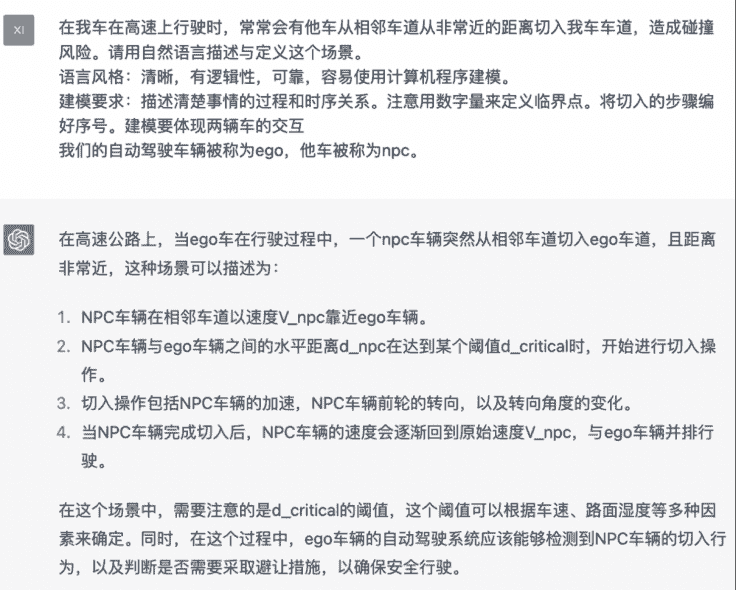 XI
在我车在高速上行驶时，常常会有他车从相邻车道从非常近的距离切入我车车道，造成碰撞
风险。请用自然语言描述与定义这个场景。
语言风格：清晰，有逻辑性，可靠，容易使用计算机程序建模。
建模要求：描述清楚事情的过程和时序关系。注意用数字量来定义临界点。将切入的步骤编
好序号。建模要体现两辆车的交互
我们的自动驾驶车辆被称为ego，他车被称为npc。
在高速公路上，当ego车在行驶过程中，一个npc车辆突然从相邻车道切入ego车道，且距离
非常近，这种场景可以描述为：
1. NPC车辆在相邻车道以速度V_npc靠近ego车辆。
2. NPC车辆与ego车辆之间的水平距离d_npc在达到某个阈值d_critical时，开始进行切入操
作。
3. 切入操作包括NPC车辆的加速，NPC车辆前轮的转向，以及转向角度的变化。
4. 当NPC车辆完成切入后，NPC车辆的速度会逐渐回到原始速度V_npc，与ego车辆并排行
驶。
在这个场景中，需要注意的是d_critical的阈值，这个阈值可以根据车速、路面湿度等多种因
素来确定。同时，在这个过程中，ego车辆的自动驾驶系统应该能够检测到NPC车辆的切入行
为，以及判断是否需要采取避让措施，以确保安全行驶。